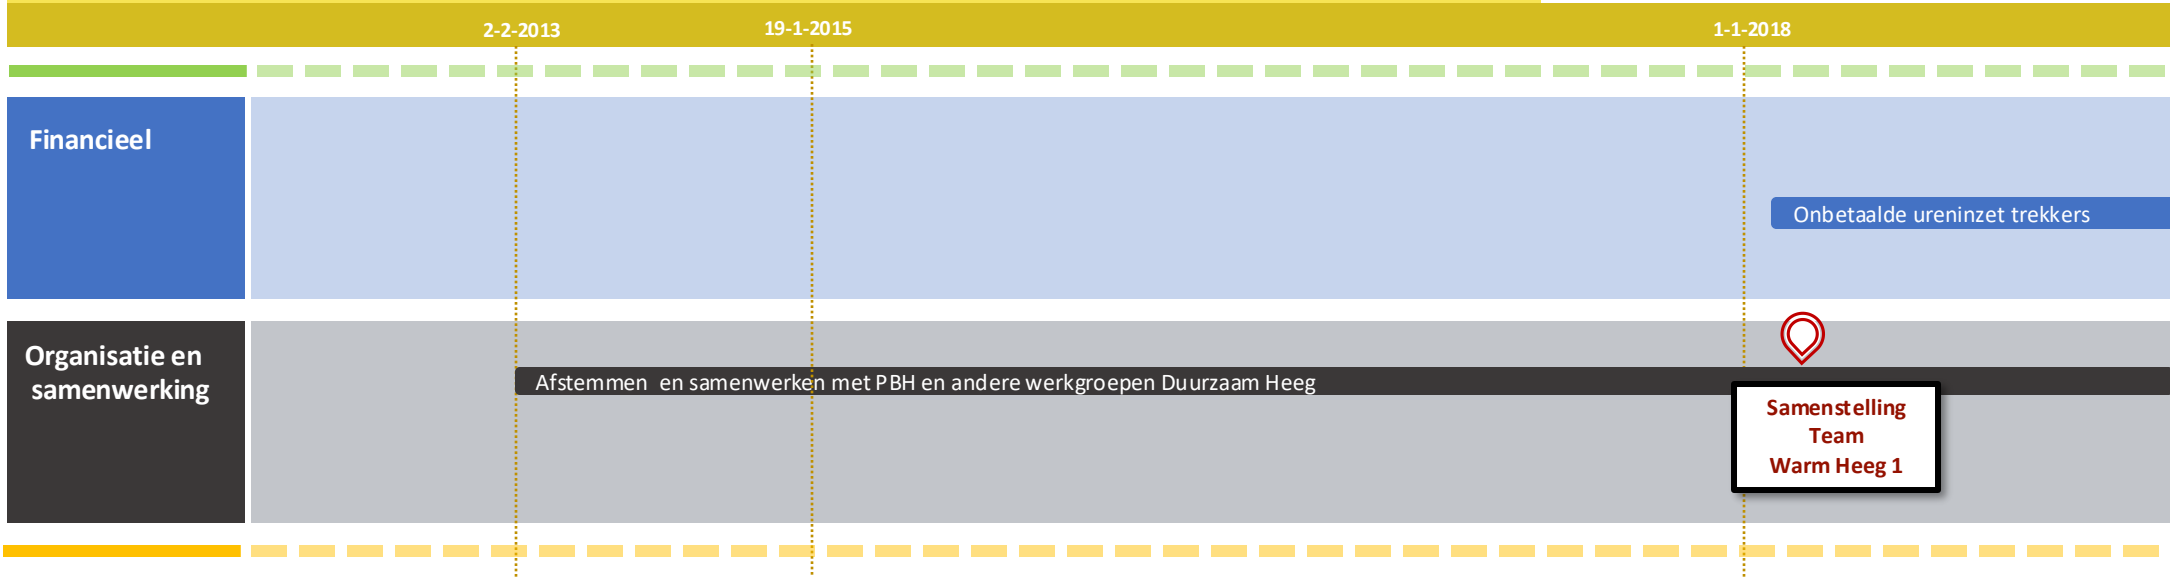 2-2-2013
19-1-2015
1-1-2018
Financieel
Onbetaalde ureninzet trekkers
Organisatie en
samenwerking
Afstemmen en samenwerken met PBH en andere werkgroepen Duurzaam Heeg
Samenstelling
Team
Warm Heeg 1